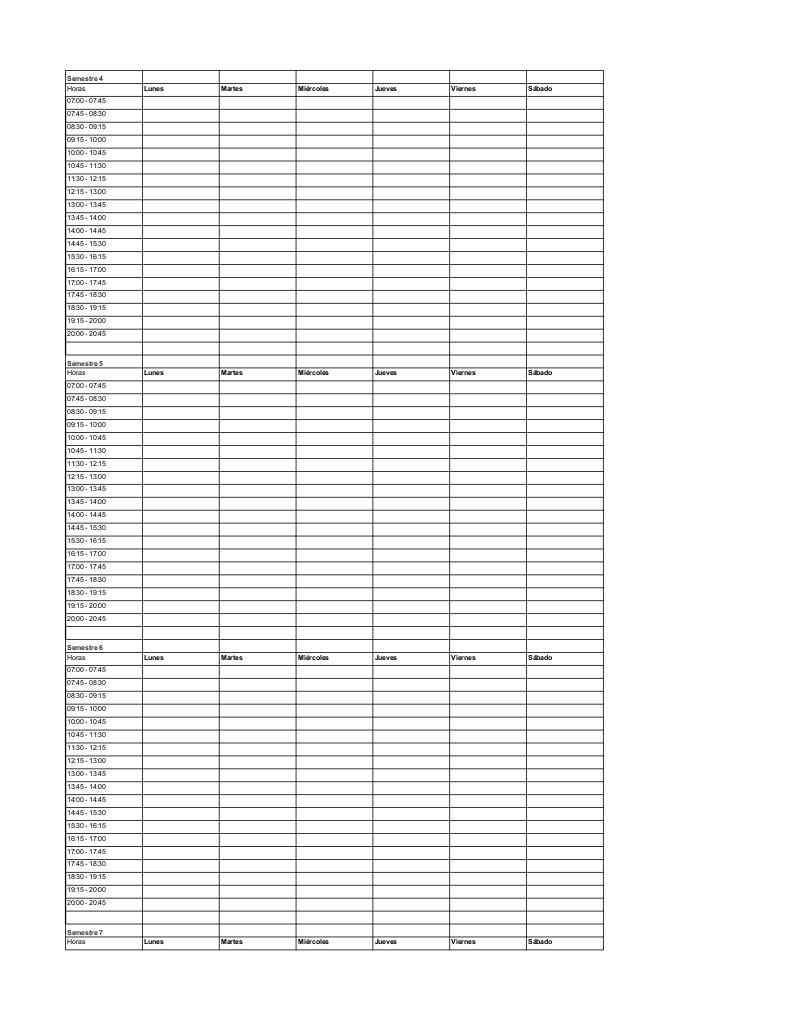 Semestre 4
Horas Lunes Martes Miércoles Jueves Viernes Sábado
07:00 - 07:45
07:45 - 08:30
08:30 - 09:15
09:15 - 10:00
10:00 - 10:45
10:45 - 11:30
11:30 - 12:15
12:15 - 13:00
13:00 - 13:45
13:45 - 14:00
14:00 - 14:45
14:45 - 15:30
15:30 - 16:15
16:15 - 17:00
17:00 - 17:45
17:45 - 18:30
18:30 - 19:15
19:15 - 20:00
20:00 - 20:45
Semestre 5
Horas Lunes Martes Miércoles Jueves Viernes Sábado
07:00 - 07:45
07:45 - 08:30
08:30 - 09:15
09:15 - 10:00
10:00 - 10:45
10:45 - 11:30
11:30 - 12:15
12:15 - 13:00
13:00 - 13:45
13:45 - 14:00
14:00 - 14:45
14:45 - 15:30
15:30 - 16:15
16:15 - 17:00
17:00 - 17:45
17:45 - 18:30
18:30 - 19:15
19:15 - 20:00
20:00 - 20:45
Semestre 6
Horas Lunes Martes Miércoles Jueves Viernes Sábado
07:00 - 07:45
07:45 - 08:30
08:30 - 09:15
09:15 - 10:00
10:00 - 10:45
10:45 - 11:30
11:30 - 12:15
12:15 - 13:00
13:00 - 13:45
13:45 - 14:00
14:00 - 14:45
14:45 - 15:30
15:30 - 16:15
16:15 - 17:00
17:00 - 17:45
17:45 - 18:30
18:30 - 19:15
19:15 - 20:00
20:00 - 20:45
Semestre 7
Horas Lunes Martes Miércoles Jueves Viernes Sábado